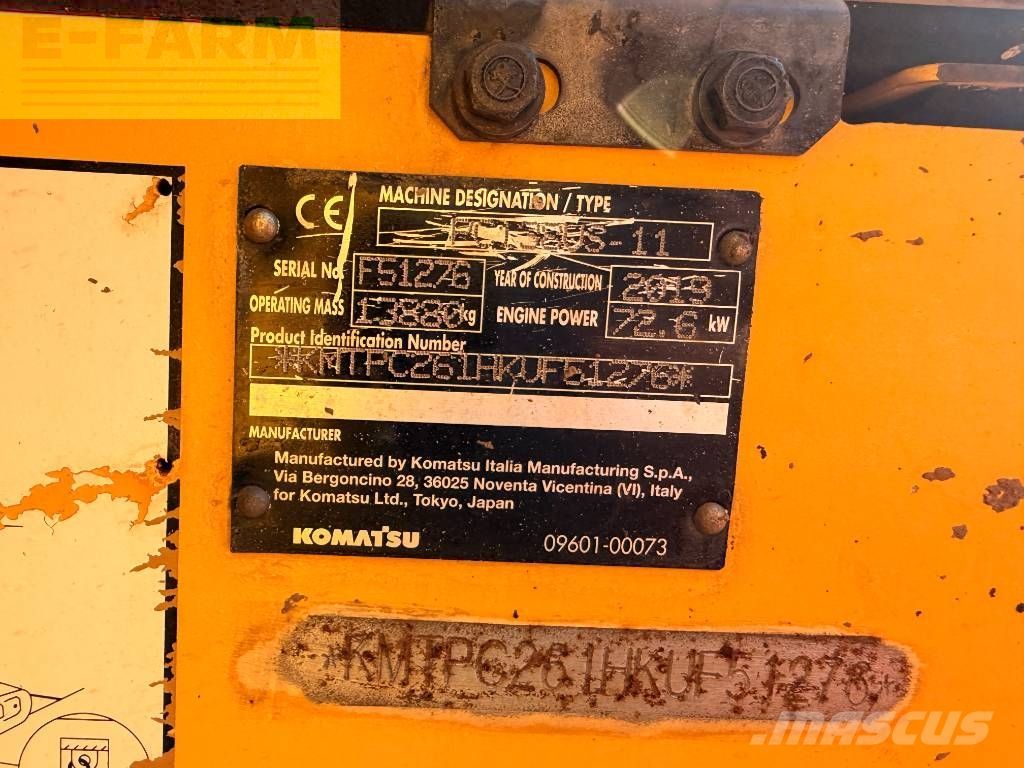 E-FARM
CE
MACHINE DESIGNATION / TYPE
US-11
SERIAL No. F51276 YEAR OF CONSTRUCTION 2019
OPERATING MASS 13880 kg ENGINE POWER 72.6 kW
Product Identification Number
**KMTPC261HKUF51276*
MANUFACTURER
Manufactured by Komatsu Italia Manufacturing S.p.A.,
Via Bergoncino 28, 36025 Noventa Vicentina (VI), Italy
for Komatsu Ltd., Tokyo, Japan
KOMATSU 09601-00073
*KMTPC261HKUF51276*
mascus